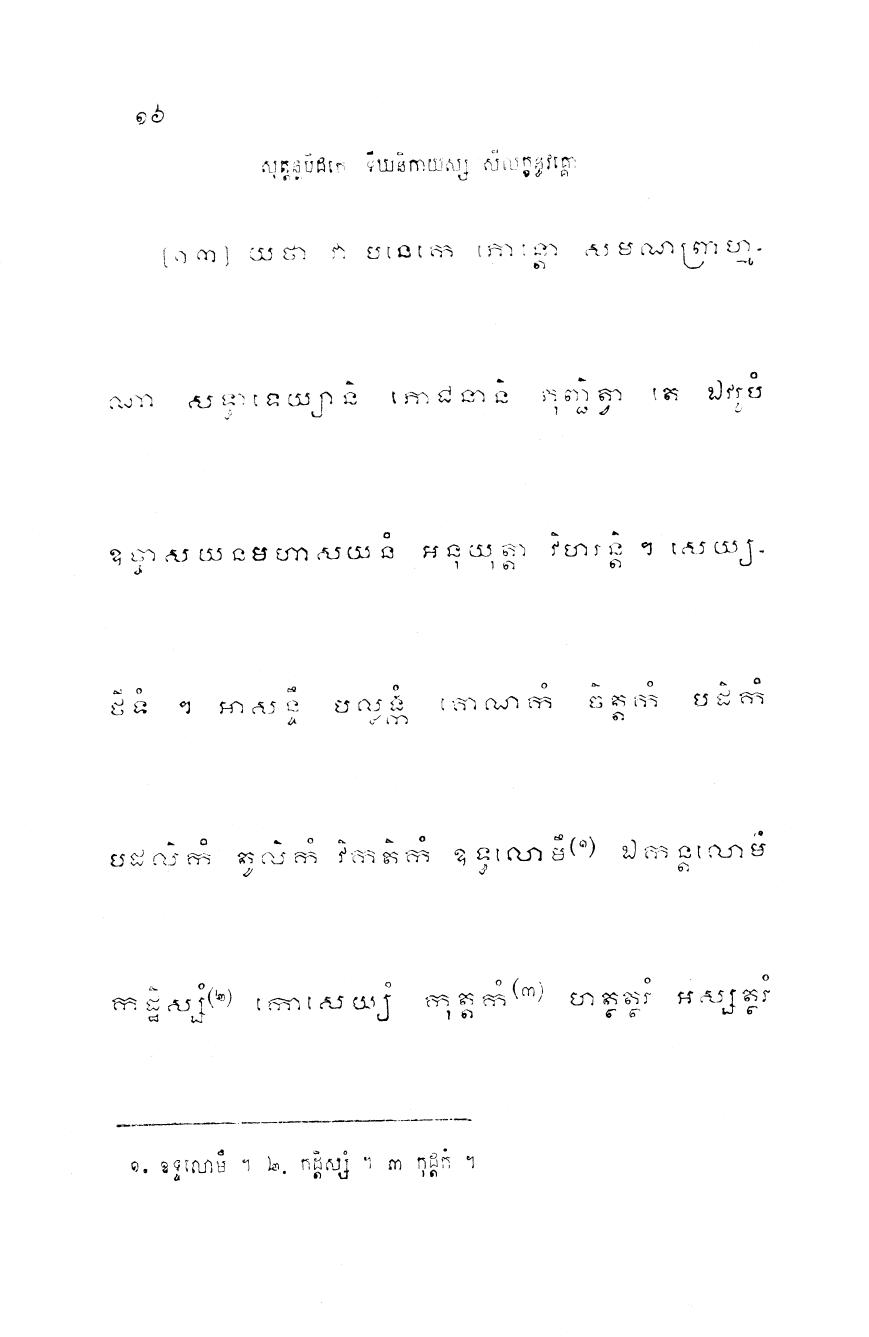 ១៦
សុត្តន្តបិដកេ ទីឃនិកាយស្ស សីលក្ខន្ធវគ្គោ
[១៣] យថា វា បនេកេ ភោន្តោ សមណព្រាហ្ម-
ណា សទ្ធាទេយ្យានិ ភោជនានិ ភុញ្ជិត្វា តេ ឯវរូបំ
ឧច្ចាសយនមហាសយនំ អនុយុត្តា វិហរន្តិ ។ សេយ្យ-
ថីទំ ។ អាសន្ទឹ បល្លង្កំ គោណកំ ចិត្តកំ បដិកំ
បដលិកំ តូលិកំ វិកតិកំ ឧទ្ធលោមឹ(១) ឯកន្តលោមឹ
កដ្ឋិស្សំ(២) កោសេយ្យំ កុត្តកំ(៣) ហត្ថត្ថរំ អស្សត្ថរំ
១. ឧទ្ទលោមឹ ។ ២. កដ្តិស្សំ ។ ៣ កុដ្តកំ ។